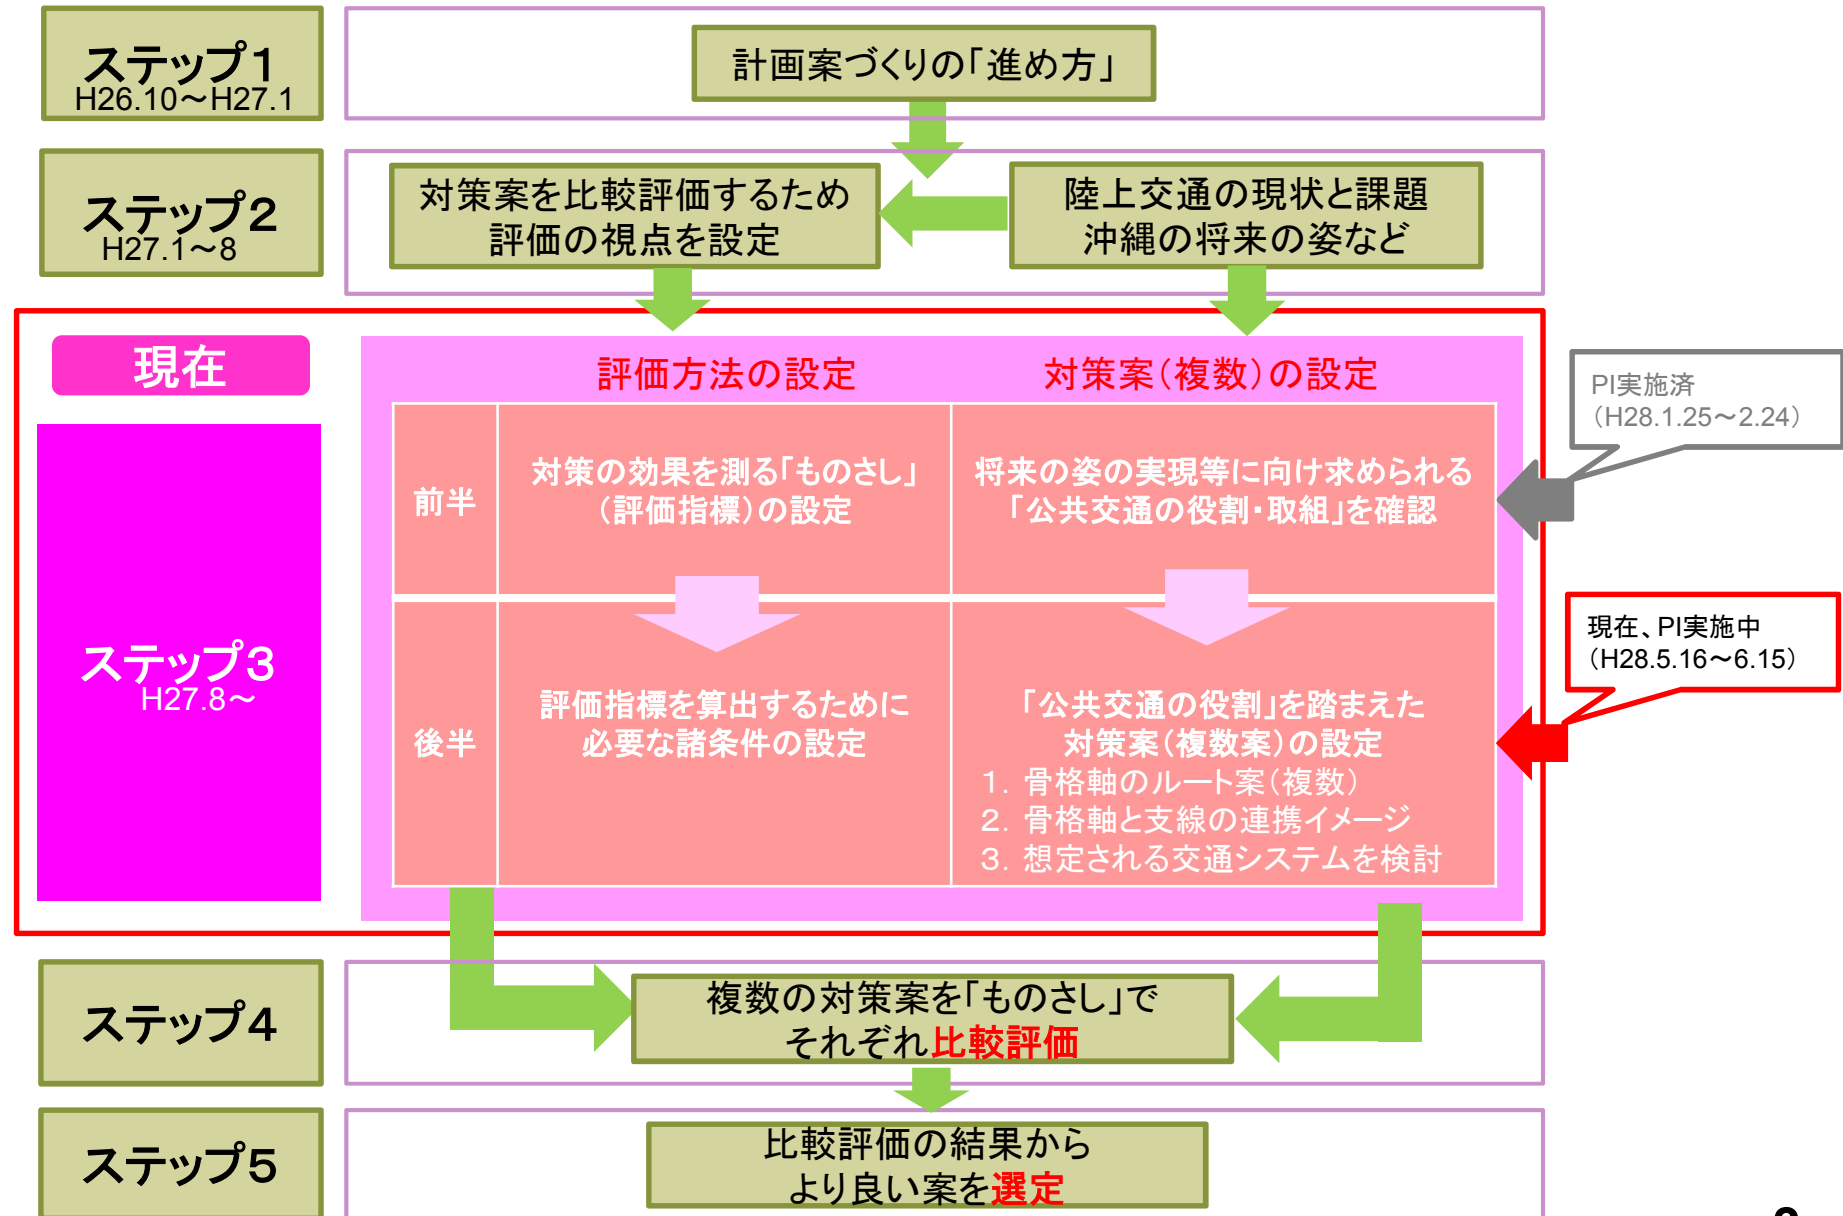 ステップ1
H26.10～H27.1
計画案づくりの「進め方」
ステップ2
H27.1～8
対策案を比較評価するため
評価の視点を設定
陸上交通の現状と課題
沖縄の将来の姿など
現在
ステップ3
H27.8～
評価方法の設定
対策案（複数）の設定
前半
対策の効果を測る「ものさし」
（評価指標）の設定
将来の姿の実現等に向け求められる
「公共交通の役割・取組」を確認
PI実施済
（H28.1.25～2.24）
後半
評価指標を算出するために
必要な諸条件の設定
「公共交通の役割」を踏まえた
対策案（複数案）の設定
1．骨格軸のルート案（複数）
2．骨格軸と支線の連携イメージ
3．想定される交通システムを検討
現在、PI実施中
（H28.5.16～6.15）
ステップ4
複数の対策案を「ものさし」で
それぞれ比較評価
ステップ5
比較評価の結果から
より良い案を選定